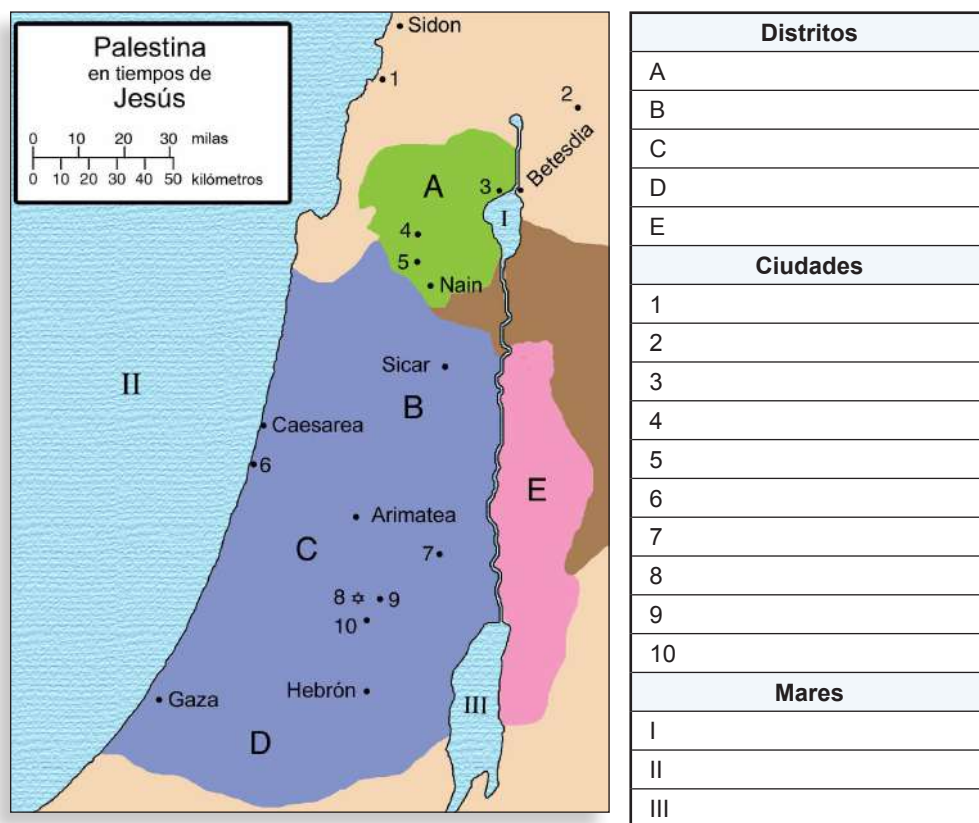 Palestina
en tiempos de
Jesús
0 10 20 30 milas
0 10 20 30 40 50 kilómetros
Sidon
1
2
Betesdia
A
3
I
4
5
Nain
II
Sicar
B
Caesarea
6
E
Arimatea
C
7
8
9
10
Hebrón
Gaza
III
D
Distritos
A
B
C
D
E
Ciudades
1
2
3
4
5
6
7
8
9
10
Mares
I
II
III